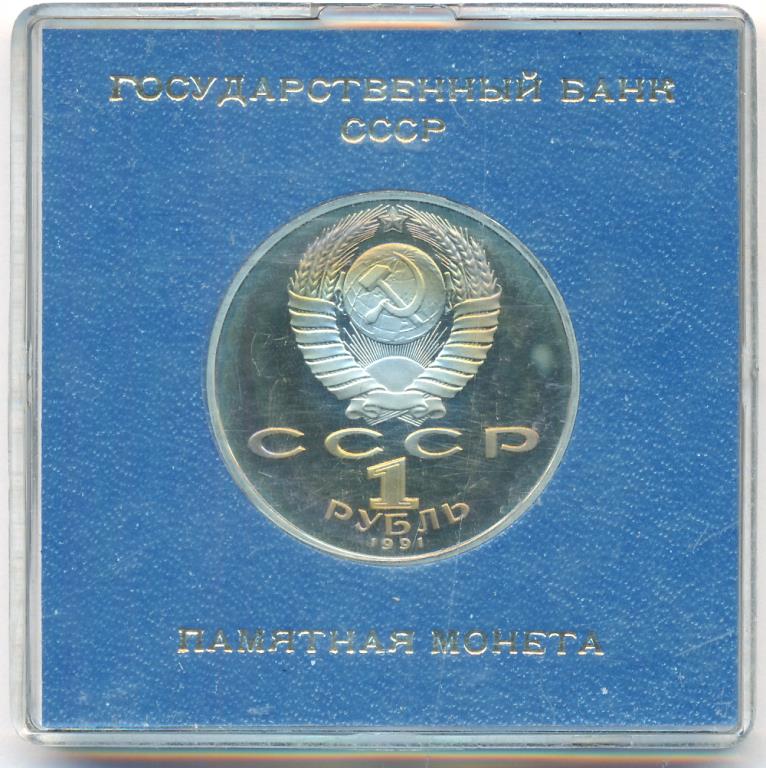 ГОСУДАРСТВЕННЫЙ БАНК
СССР
СССР
1
РУБЛЬ
1991
ПАМЯТНАЯ МОНЕТА